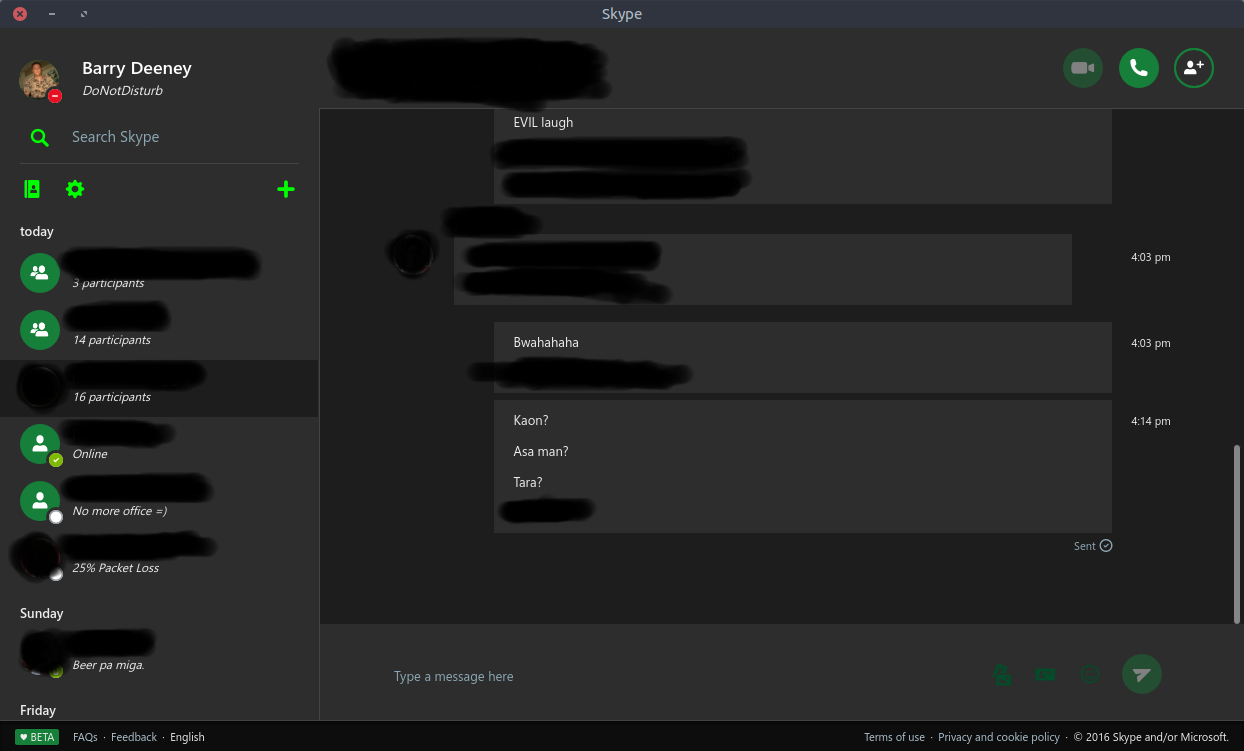 Skype
Barry Deeney
DoNotDisturb
Search Skype
today
3 participants
14 participants
16 participants
Online
No more office =)
25% Packet Loss
Sunday
Beer pa miga.
Friday
EVIL laugh
4:03 pm
Bwahahaha
4:03 pm
Kaon?
4:14 pm
Asa man?
Tara?
Sent
Type a message here
BETA FAQs · Feedback · English
Terms of use · Privacy and cookie policy · © 2016 Skype and/or Microsoft.